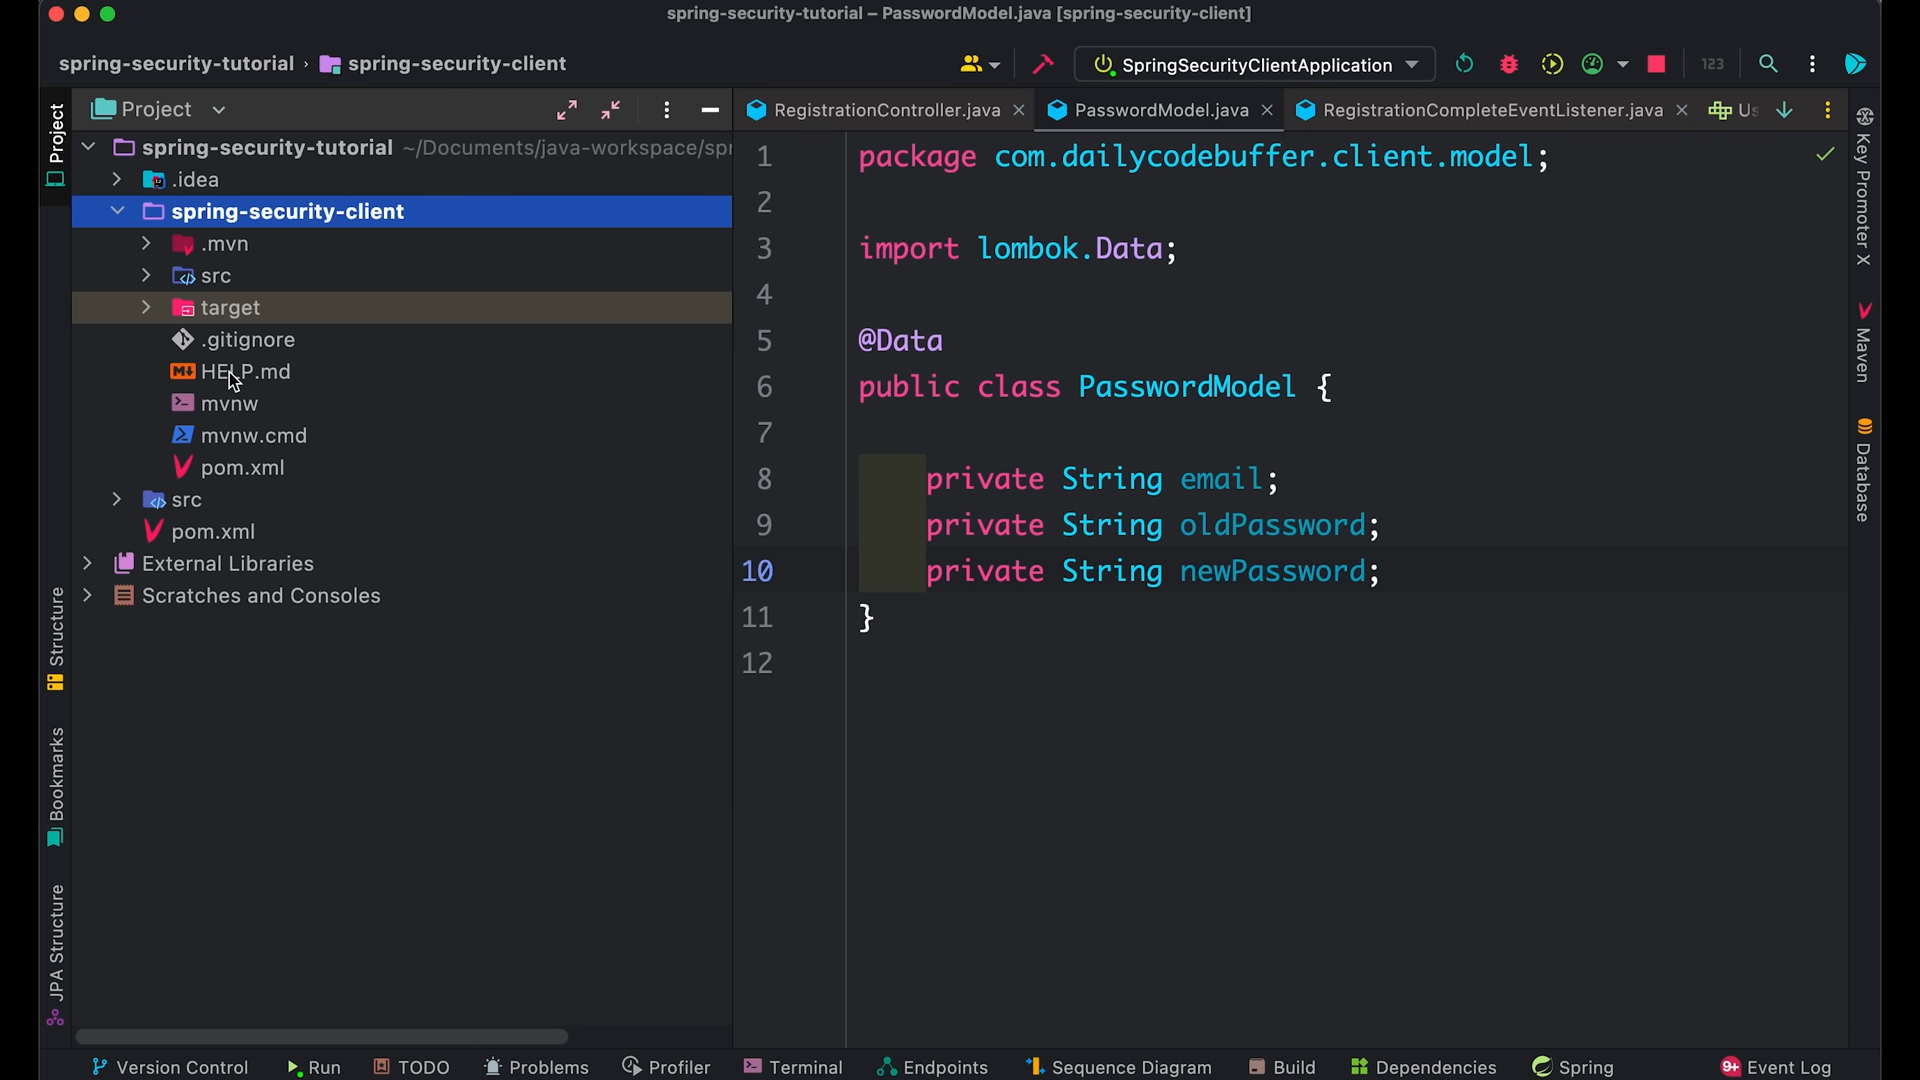 spring-security-tutorial – PasswordModel.java [spring-security-client]
spring-security-tutorial › spring-security-client
SpringSecurityClientApplication
123
Project
RegistrationController.java
PasswordModel.java
RegistrationCompleteEventListener.java
Us
Project
Structure
Bookmarks
JPA Structure
spring-security-tutorial ~/Documents/java-workspace/spr
.idea
spring-security-client
.mvn
src
target
.gitignore
HELP.md
mvnw
mvnw.cmd
pom.xml
src
pom.xml
External Libraries
Scratches and Consoles
1 package com.dailycodebuffer.client.model;
2
3 import lombok.Data;
4
5 @Data
6 public class PasswordModel {
7
8 private String email;
9 private String oldPassword;
10 private String newPassword;
11 }
12
Key Promoter X
Maven
Database
Version Control
Run
TODO
Problems
Profiler
Terminal
Endpoints
Sequence Diagram
Build
Dependencies
Spring
9+ Event Log